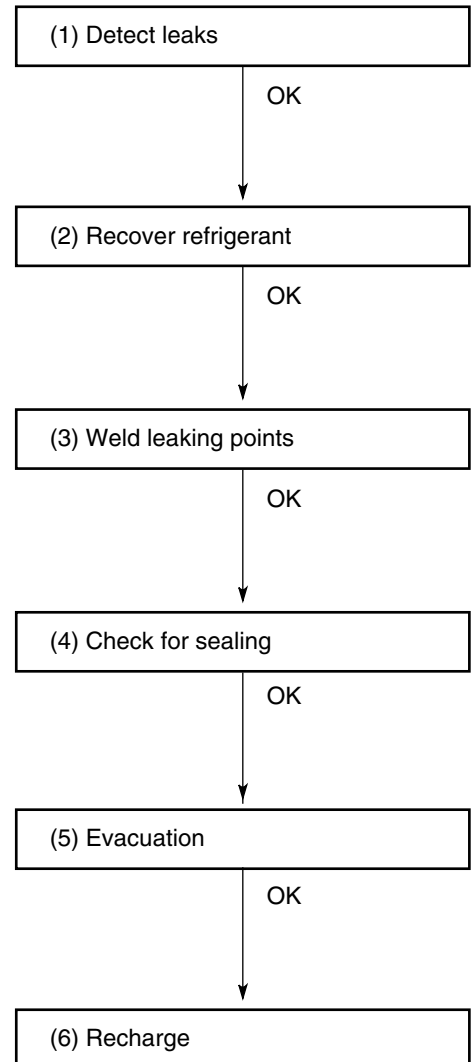 (1) Detect leaks
OK
(2) Recover refrigerant
OK
(3) Weld leaking points
OK
(4) Check for sealing
OK
(5) Evacuation
OK
(6) Recharge